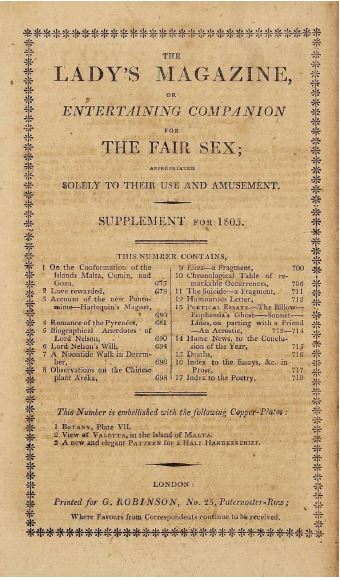 THE
LADY'S MAGAZINE,
OR
ENTERTAINING COMPANION
FOR
THE FAIR SEX;
APPROPRIATED
SOLELY TO THEIR USE AND AMUSEMENT.
SUPPLEMENT FOR 1805.
THIS NUMBER CONTAINS,
1 On the Conformation of the
Islands Malta, Cumin, and
Goza, 675
2 Love rewarded, 678
3 Account of the new Panto-
mime—Harlequin's Magnet,
680
4 Romance of the Pyrenees, 681
5 Biographical Anecdotes of
Lord Nelson, 690
6 Lord Nelson's Will, 694
7 A Noontide Walk in Decem-
ber, 696
8 Observations on the Chinese
plant Areka, 698
9 Eliza—a Fragment, 700
10 Chronological Table of re-
markable Occurrences, 706
11 The Suicide—a Fragment, 711
12 Humourous Letter, 712
13 POETICAL ESSAYS.—The Billow—
Euphenia's Ghost—Sonnet—
Lines, on parting with a Friend
—An Acrostic, 713—714
14 Home News, to the Conclu-
sion of the Year, 715
15 Deaths, 716
16 Index to the Essays, &c. in
Prose, 717
17 Index to the Poetry, 719
This Number is embellished with the following Copper-Plates:
1 BOTANY, Plate VII.
2 VIEW of VALETTA, in the Island of MALTA.
3 A new and elegant PATTERN for a HALF HANDKERCHIEF.
LONDON:
Printed for G. ROBINSON, No. 25, Paternoster-Row;
Where Favours from Correspondents continue to be received.